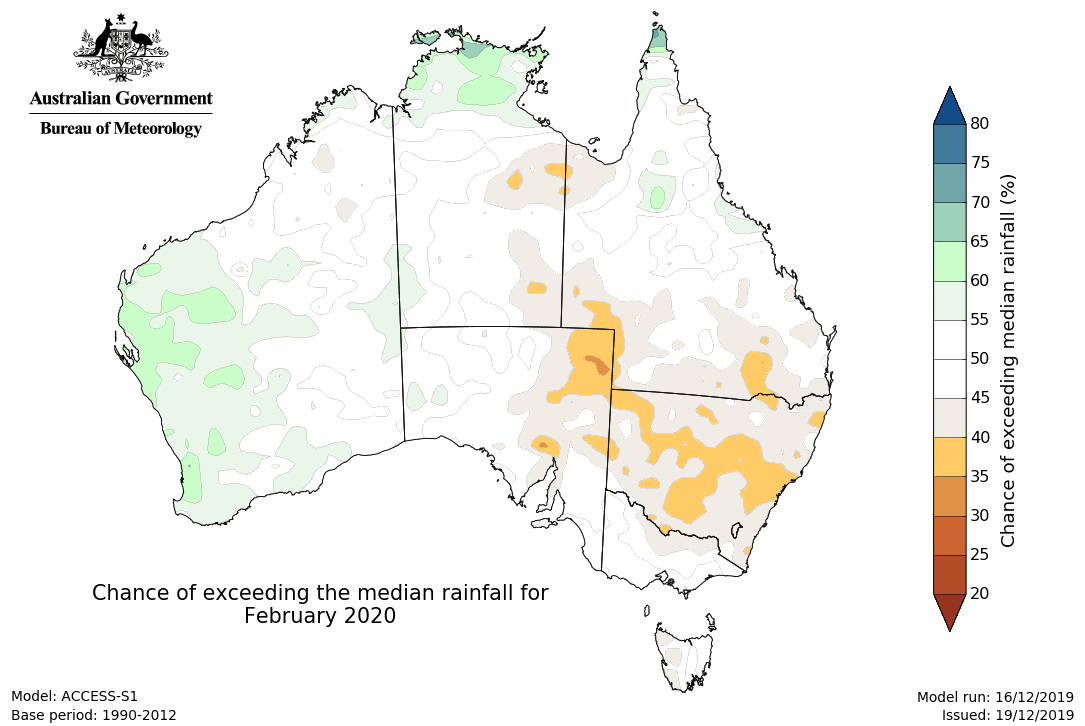 AUSTRALIA
Australian Government
Bureau of Meteorology
80
75
70
65
60
55
50
45
40
35
30
25
20
Chance of exceeding median rainfall (%)
Chance of exceeding the median rainfall for
February 2020
Model: ACCESS-S1
Base period: 1990-2012
Model run: 16/12/2019
Issued: 19/12/2019